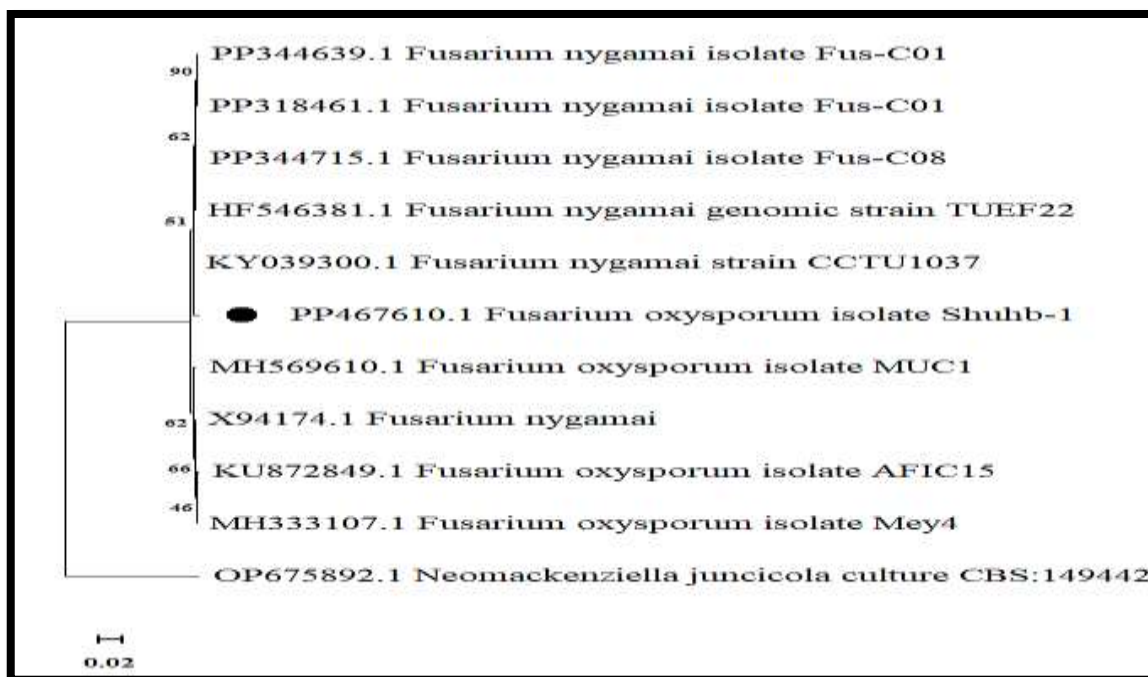 PP344639.1 Fusarium nygamai isolate Fus-C01
90
PP318461.1 Fusarium nygamai isolate Fus-C01
62
PP344715.1 Fusarium nygamai isolate Fus-C08
HF546381.1 Fusarium nygamai genomic strain TUEF22
51
KY039300.1 Fusarium nygamai strain CCTU1037
PP467610.1 Fusarium oxysporum isolate Shuhb-1
MH569610.1 Fusarium oxysporum isolate MUC1
X94174.1 Fusarium nygamai
62
KU872849.1 Fusarium oxysporum isolate AFIC15
66
46
MH333107.1 Fusarium oxysporum isolate Mey4
OP675892.1 Neomackenziella juncicola culture CBS:149442
0.02